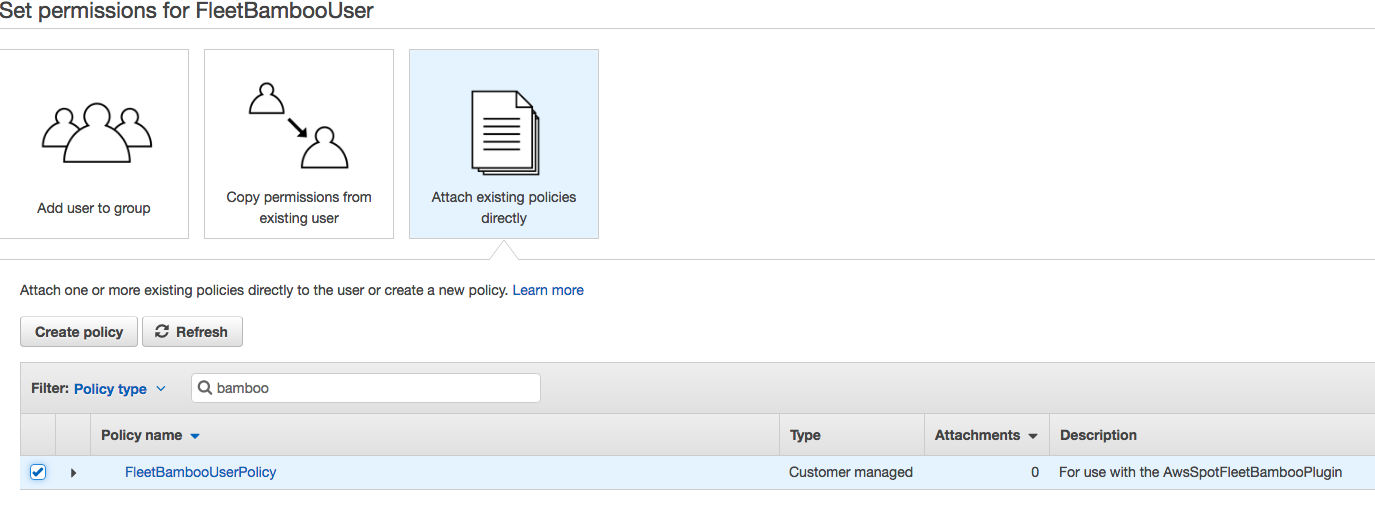 Set permissions for FleetBambooUser
Add user to group
Copy permissions from
existing user
Attach existing policies
directly
Attach one or more existing policies directly to the user or create a new policy. Learn more
Create policy Refresh
Filter: Policy type bamboo
Policy name Type Attachments Description
FleetBambooUserPolicy Customer managed 0 For use with the AwsSpotFleetBambooPlugin